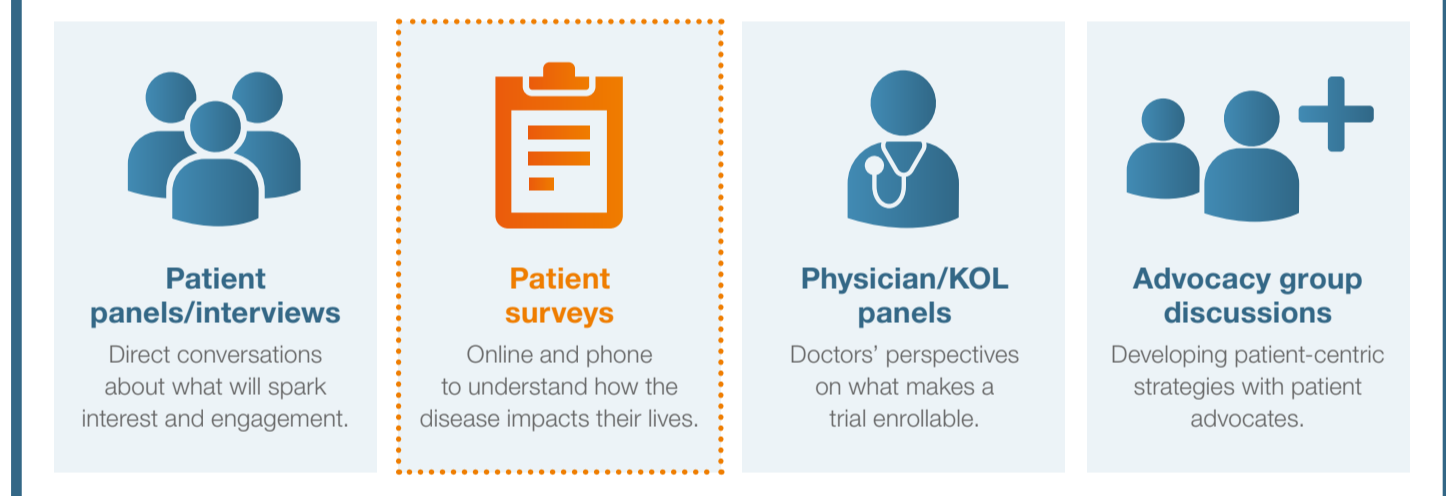 Patient
panels/interviews
Direct conversations
about what will spark
interest and engagement.
Patient
surveys
Online and phone
to understand how the
disease impacts their lives.
Physician/KOL
panels
Doctors’ perspectives
on what makes a
trial enrollable.
Advocacy group
discussions
Developing patient-centric
strategies with patient
advocates.